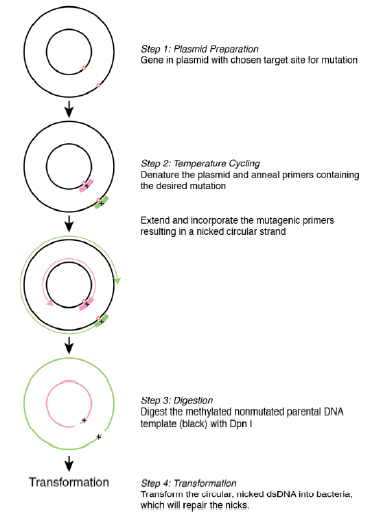 Step 1: Plasmid Preparation
Gene in plasmid with chosen target site for mutation
Step 2: Temperature Cycling
Denature the plasmid and anneal primers containing
the desired mutation
Extend and incorporate the mutagenic primers
resulting in a nicked circular strand
Step 3: Digestion
Digest the methylated nonmutated parental DNA
template (black) with Dpn I
Transformation
Step 4: Transformation
Transform the circular, nicked dsDNA into bacteria,
which will repair the nicks.